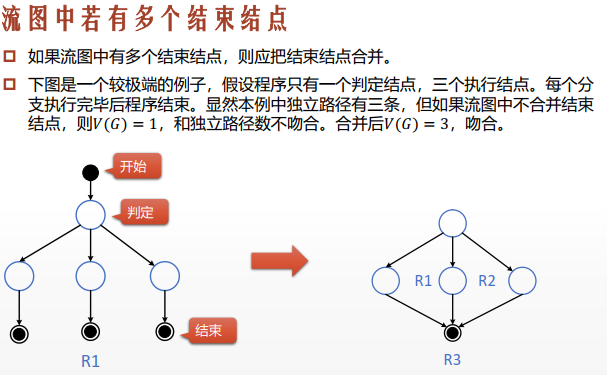 流图中若有多个结束结点
如果流图中有多个结束结点，则应把结束结点合并。
下图是一个较极端的例子，假设程序只有一个判定结点，三个执行结点。每个分
支执行完毕后程序结束。显然本例中独立路径有三条，但如果流图中不合并结束
结点，则V(G) = 1，和独立路径数不吻合。合并后V(G) = 3，吻合。
开始
判定
R1
R2
结束
R1
R3